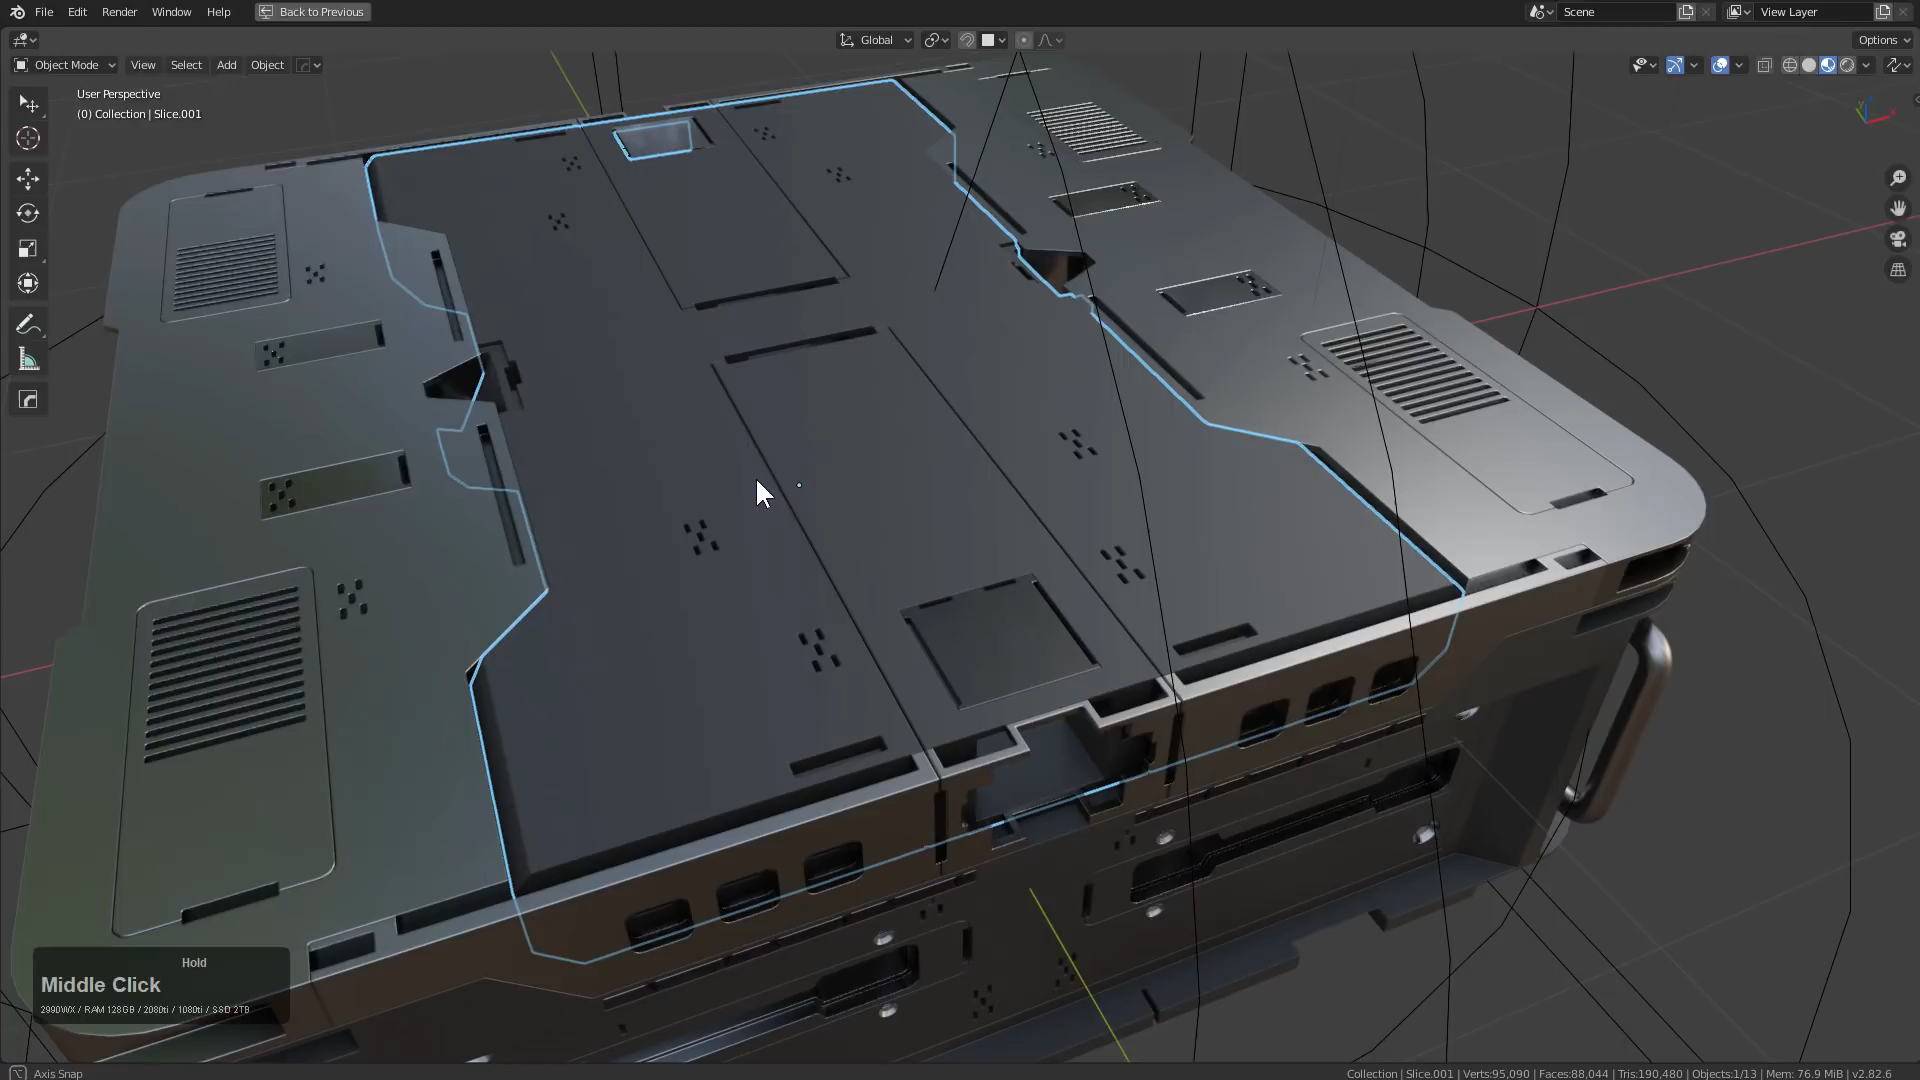 File Edit Render Window Help Back to Previous Scene View Layer
Global Options
Object Mode View Select Add Object
User Perspective
(0) Collection | Slice.001
Hold
Middle Click
2990WX / RAM 128GB / 2080ti / 1080ti / SSD 2TB
Axis Snap Collection | Slice.001 | Verts:95,090 | Faces:88,044 | Tris:190,480 | Objects:1/13 | Mem: 76.9 MiB | v2.82.6